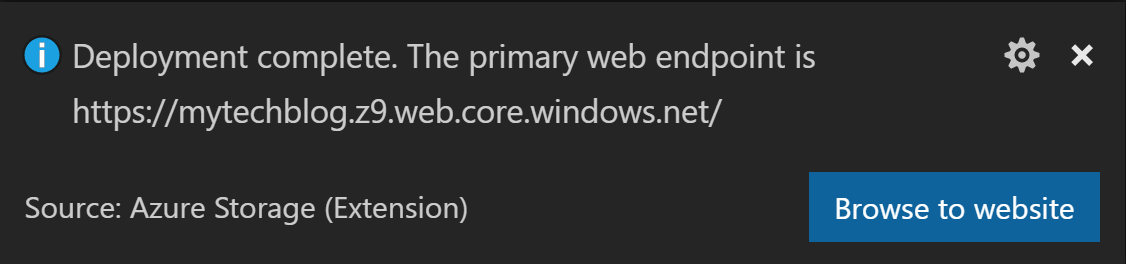 Deployment complete. The primary web endpoint is
https://mytechblog.z9.web.core.windows.net/
Source: Azure Storage (Extension)
Browse to website